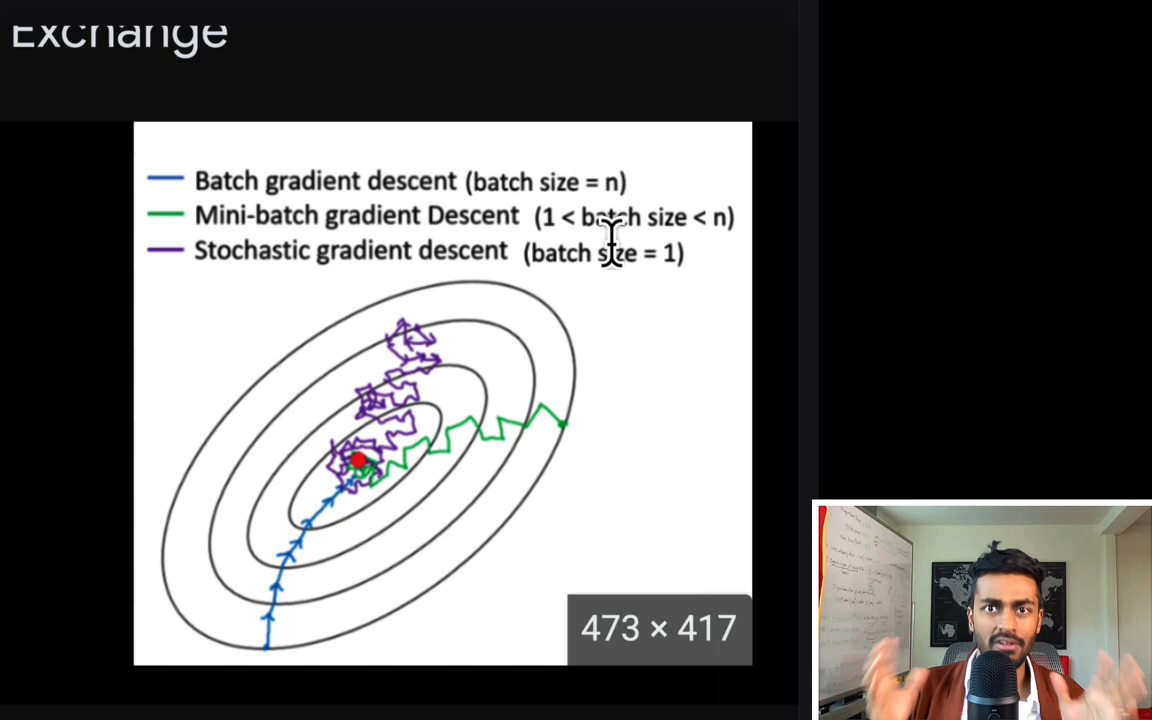 Exchange
Batch gradient descent (batch size = n)
Mini-batch gradient Descent (1 < batch size < n)
Stochastic gradient descent (batch size = 1)
473 × 417